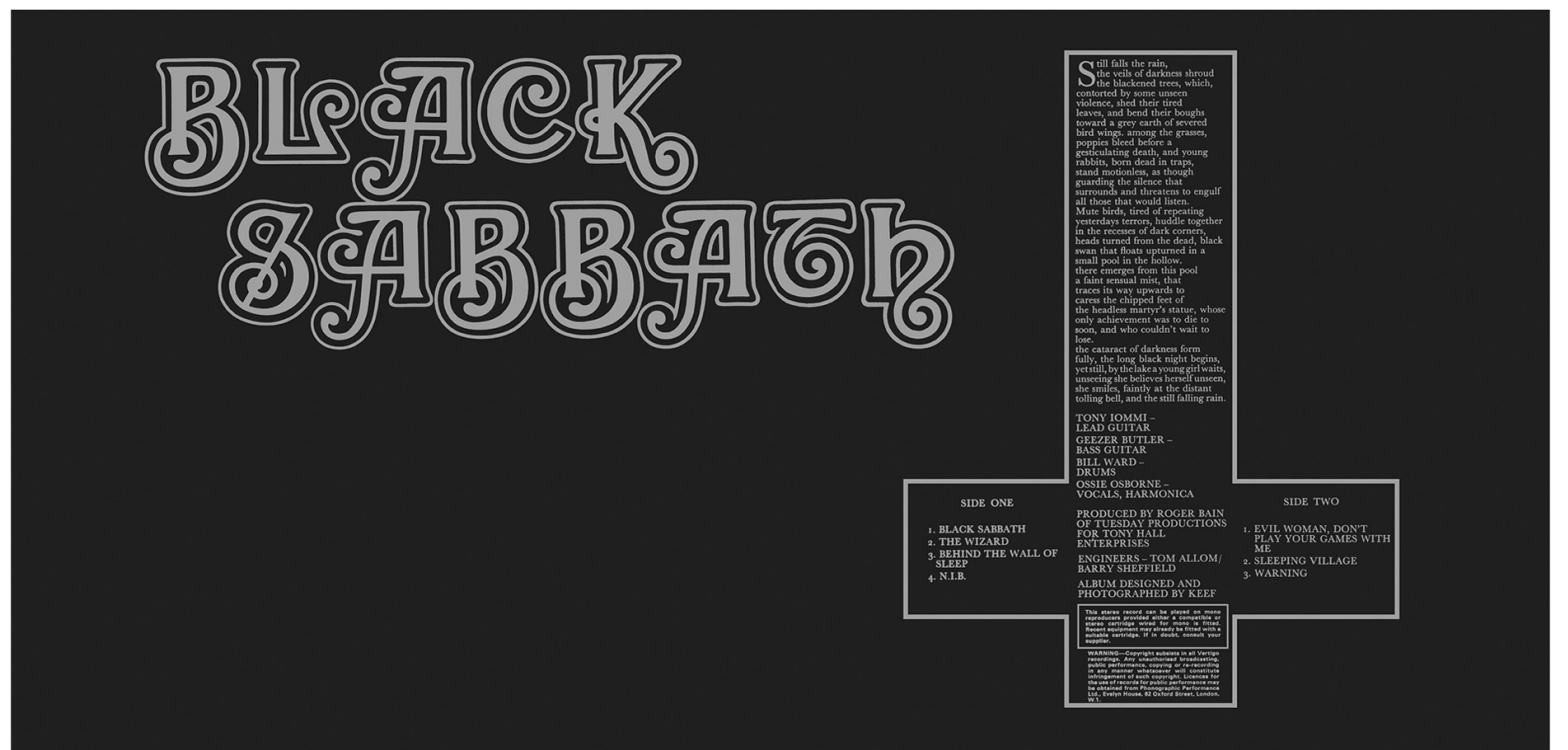 BLACK
SABBATH
Still falls the rain,
the veils of darkness shroud
the blackened trees, which,
contorted by some unseen
violence, shed their tired
leaves, and bend their boughs
toward a grey earth of severed
bird wings. among the grasses,
poppies bleed before a
gesticulating death, and young
rabbits, born dead in traps,
stand motionless, as though
guarding the silence that
surrounds and threatens to engulf
all those that would listen.
Mute birds, tired of repeating
yesterdays terrors, huddle together
in the recesses of dark corners,
heads turned from the dead, black
swan that floats upturned in a
small pool in the hollow.
there emerges from this pool
a faint sensual mist, that
traces its way upwards to
caress the chipped feet of
the headless martyr's statue, whose
only achievement was to die to
soon, and who couldn't wait to
lose.
the cataract of darkness form
fully, the long black night begins,
yet still, by the lake a young girl waits,
unseeing she believes herself unseen,
she smiles, faintly at the distant
tolling bell, and the still falling rain.
TONY IOMMI –
LEAD GUITAR
GEEZER BUTLER –
BASS GUITAR
BILL WARD –
DRUMS
OSSIE OSBORNE –
VOCALS, HARMONICA
PRODUCED BY ROGER BAIN
OF TUESDAY PRODUCTIONS
FOR TONY HALL
ENTERPRISES
ENGINEERS – TOM ALLOM/
BARRY SHEFFIELD
ALBUM DESIGNED AND
PHOTOGRAPHED BY KEEF
SIDE ONE
1. BLACK SABBATH
2. THE WIZARD
3. BEHIND THE WALL OF
SLEEP
4. N.I.B.
SIDE TWO
1. EVIL WOMAN, DON'T
PLAY YOUR GAMES WITH
ME
2. SLEEPING VILLAGE
3. WARNING
This stereo record can be played on mono
reproducers provided either a compatible or
stereo cartridge wired for mono is fitted.
Recent equipment may already be fitted with a
suitable cartridge. If in doubt, consult your
supplier.
WARNING—Copyright subsists in all Vertigo
recordings. Any unauthorised broadcasting,
public performance, copying or re-recording
in any manner whatsoever will constitute
infringement of such copyright. Licences for
the use of records for public performance may
be obtained from Phonographic Performance
Ltd., Evelyn House, 62 Oxford Street, London,
W.1.